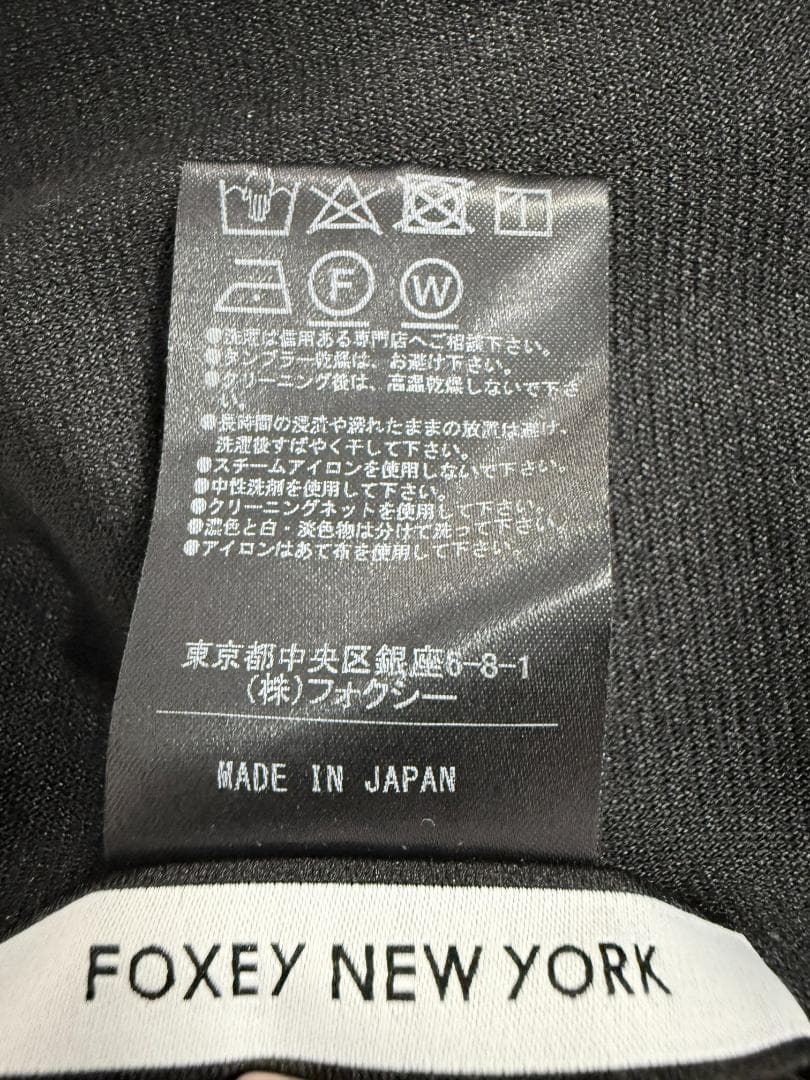 F W
●洗濯は信用ある専門店へご相談下さい。
●タンブラー乾燥は、お避け下さい。
●クリーニング後は、高温乾燥しないで下さ
い。
●長時間の浸漬や濡れたままの放置は避け、
洗濯後すばやく干して下さい。
●スチームアイロンを使用しないで下さい。
●中性洗剤を使用して下さい。
●クリーニングネットを使用して下さい。
●濃色と白・淡色物は分けて洗って下さい。
●アイロンはあて布を使用して下さい。
東京都中央区銀座6-8-1
(株)フォクシー
MADE IN JAPAN
FOXEY NEW YORK